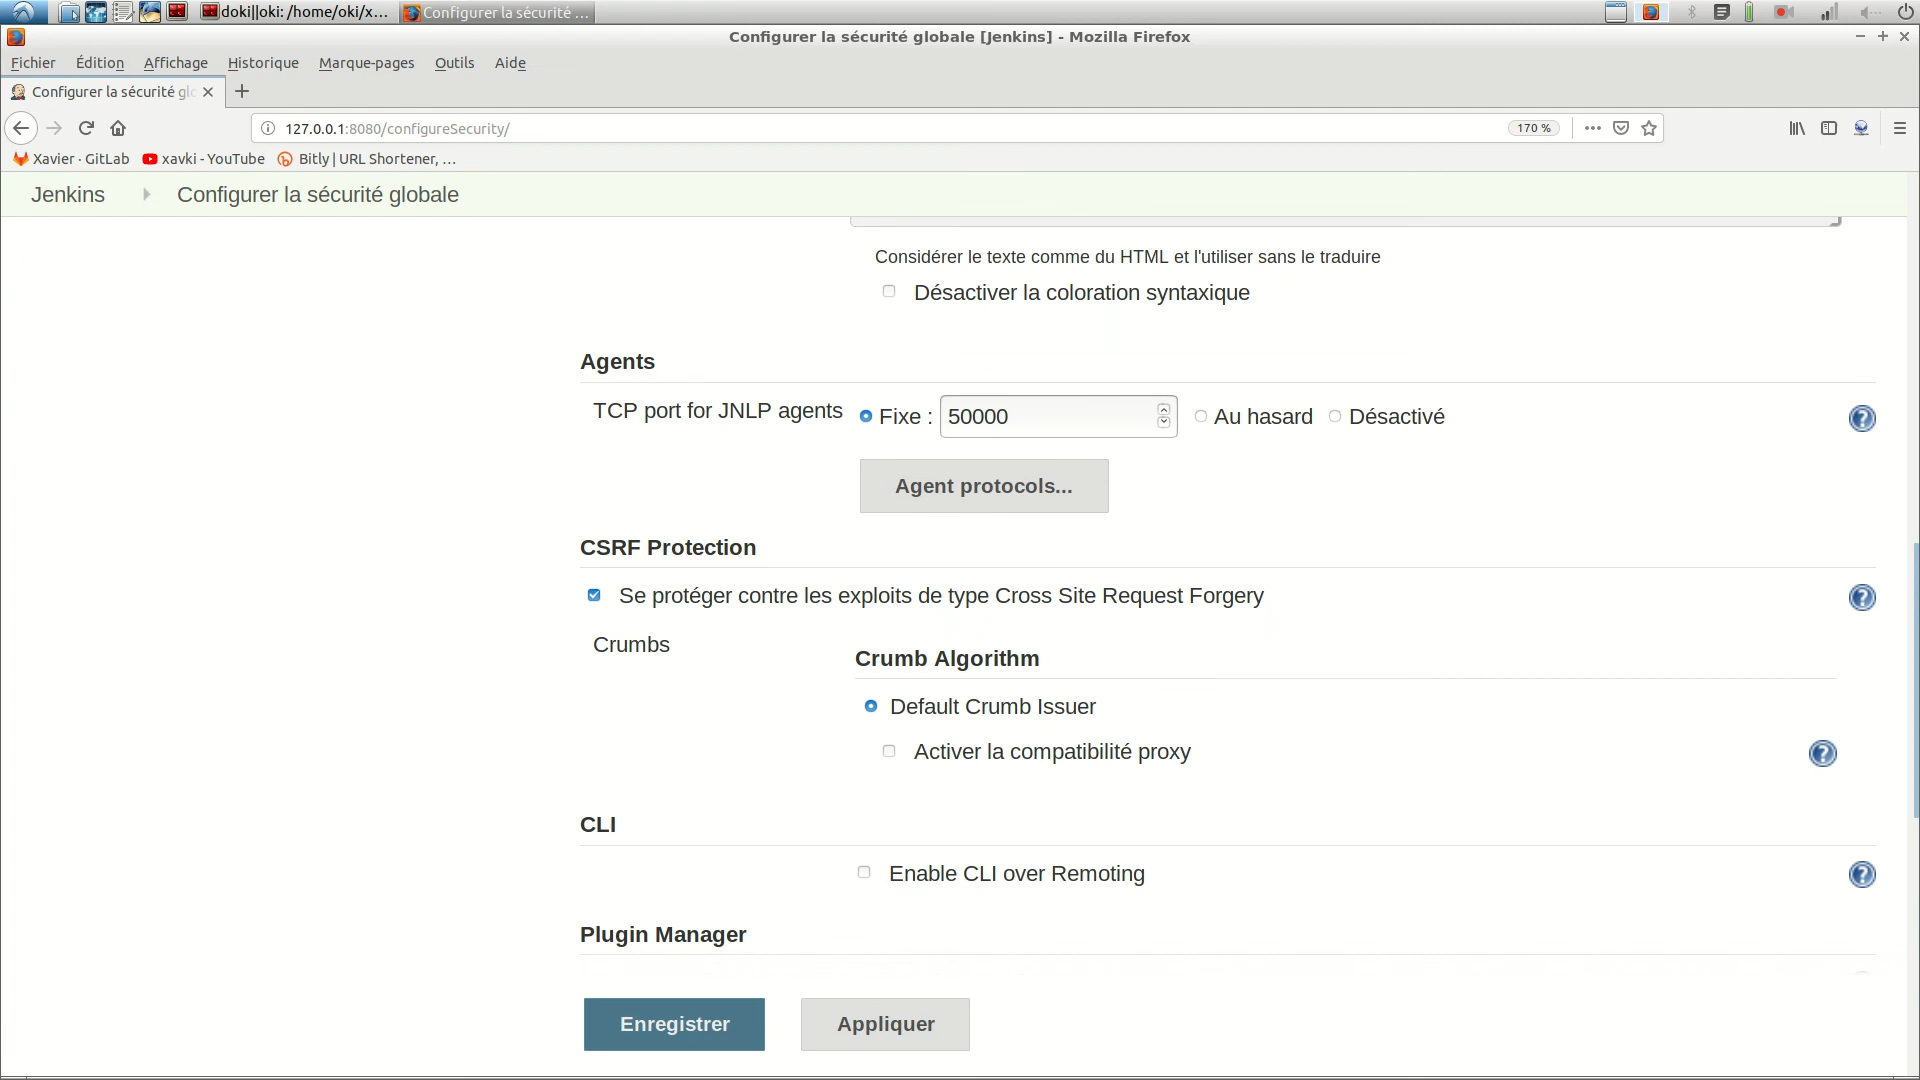 doki||oki: /home/oki/x...
Configurer la sécurité ...
Configurer la sécurité globale [Jenkins] - Mozilla Firefox
Fichier Édition Affichage Historique Marque-pages Outils Aide
Configurer la sécurité gl
127.0.0.1:8080/configureSecurity/
170 %
Xavier · GitLab
xavki - YouTube
Bitly | URL Shortener, ...
Jenkins
Configurer la sécurité globale
Considérer le texte comme du HTML et l'utiliser sans le traduire
Désactiver la coloration syntaxique
Agents
TCP port for JNLP agents
Fixe :
50000
Au hasard
Désactivé
Agent protocols...
CSRF Protection
Se protéger contre les exploits de type Cross Site Request Forgery
Crumbs
Crumb Algorithm
Default Crumb Issuer
Activer la compatibilité proxy
CLI
Enable CLI over Remoting
Plugin Manager
Enregistrer
Appliquer